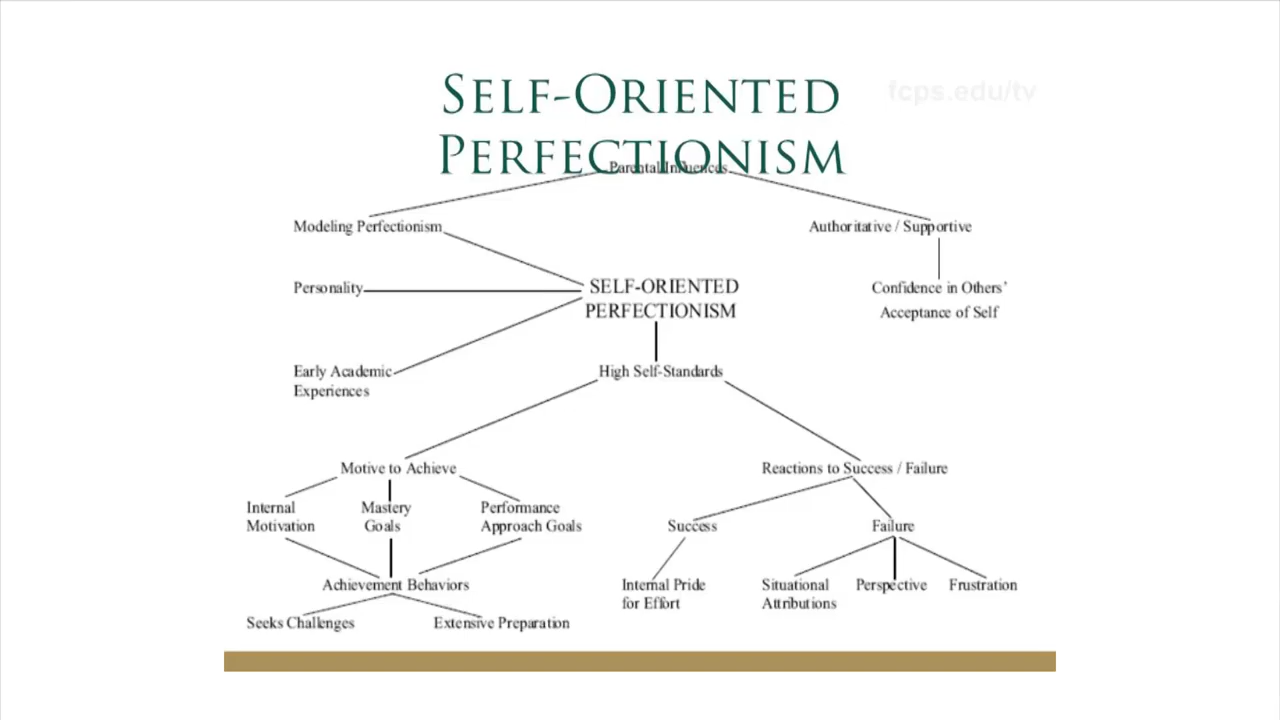 SELF-ORIENTED
PERFECTIONISM
fcps.edu/tv
Parental Influences
Modeling Perfectionism
Authoritative / Supportive
Personality
SELF-ORIENTED
PERFECTIONISM
Confidence in Others'
Acceptance of Self
Early Academic
Experiences
High Self-Standards
Motive to Achieve
Reactions to Success / Failure
Internal
Motivation
Mastery
Goals
Performance
Approach Goals
Success
Failure
Achievement Behaviors
Internal Pride
for Effort
Situational
Attributions
Perspective
Frustration
Seeks Challenges
Extensive Preparation